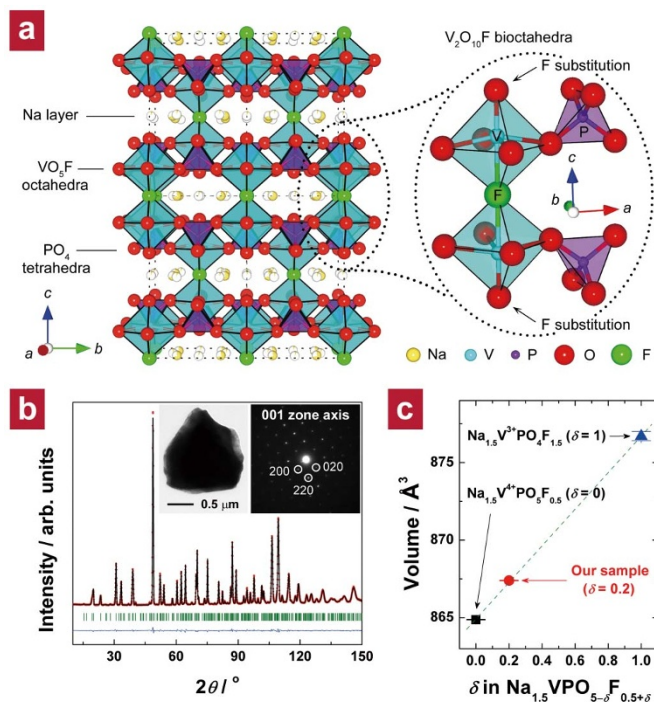 a
V₂O₁₀F bioctahedra
F substitution
Na layer
VO₅F
octahedra
PO₄
tetrahedra
V
P
F
c
b
a
F substitution
c
a
b
Na
V
P
O
F
b
001 zone axis
200
020
220
0.5 μm
Intensity / arb. units
30
60
90
120
150
2θ / °
c
Na₁.₅V³⁺PO₄F₁.₅ (δ = 1)
Na₁.₅V⁴⁺PO₅F₀.₅ (δ = 0)
Our sample
(δ = 0.2)
Volume / Å³
875
870
865
0.0
0.2
0.4
0.6
0.8
1.0
δ in Na₁.₅VPO₅₋δF₀.₅₊δ